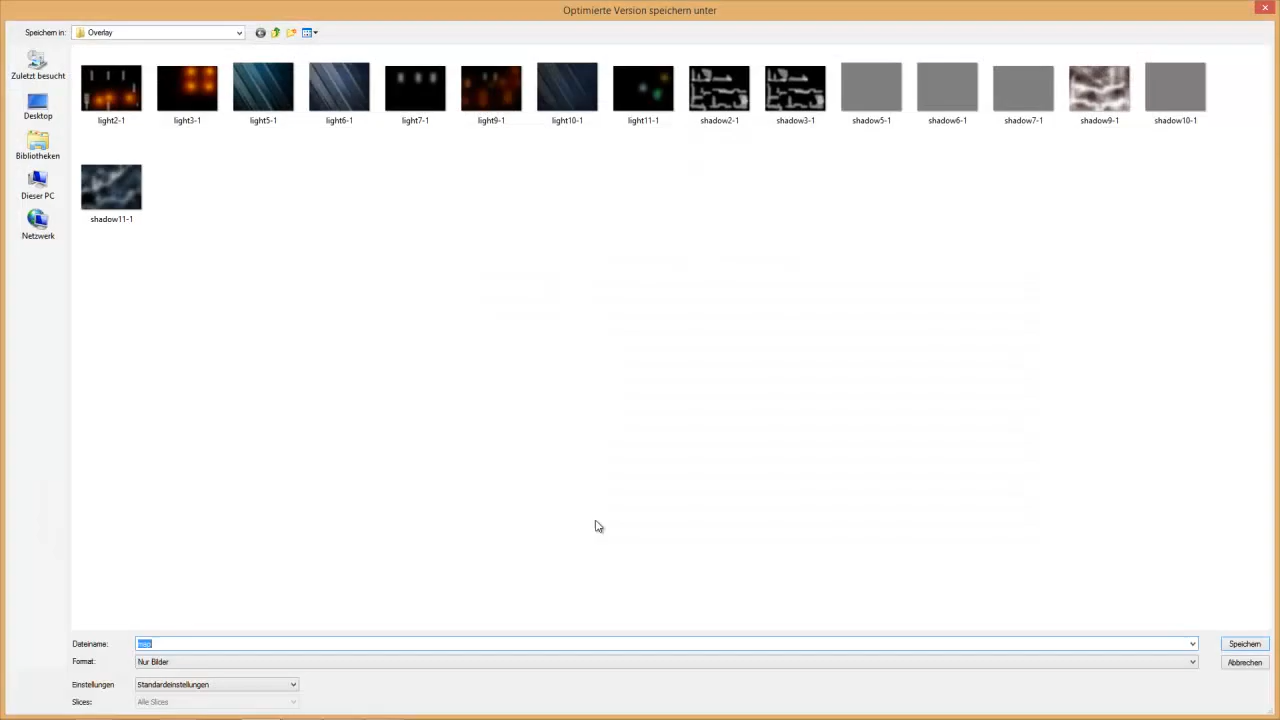 Optimierte Version speichern unter
Speichern in:
Overlay
Zuletzt besucht
Desktop
Bibliotheken
Dieser PC
Netzwerk
light2-1
light3-1
light5-1
light6-1
light7-1
light9-1
light10-1
light11-1
shadow2-1
shadow3-1
shadow5-1
shadow6-1
shadow7-1
shadow9-1
shadow10-1
shadow11-1
Dateiname:
map
Speichern
Format:
Nur Bilder
Abbrechen
Einstellungen
Standardeinstellungen
Slices:
Alle Slices